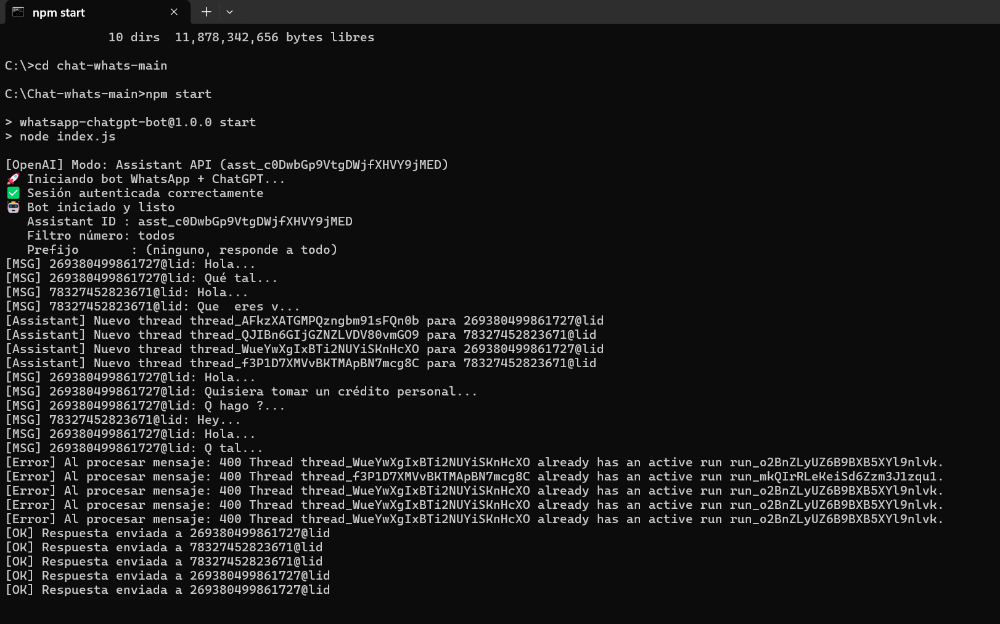 npm start
10 dirs  11,878,342,656 bytes libres
C:\>cd chat-whats-main
C:\Chat-whats-main>npm start
> whatsapp-chatgpt-bot@1.0.0 start
> node index.js
[OpenAI] Modo: Assistant API (asst_c0DwbGp9VtgDWjfXHVY9jMED)
🚀 Iniciando bot WhatsApp + ChatGPT...
✅ Sesión autenticada correctamente
🤖 Bot iniciado y listo
Assistant ID : asst_c0DwbGp9VtgDWjfXHVY9jMED
Filtro número: todos
Prefijo       : (ninguno, responde a todo)
[MSG] 269380499861727@lid: Hola...
[MSG] 269380499861727@lid: Qué tal...
[MSG] 78327452823671@lid: Hola...
[MSG] 78327452823671@lid: Que  eres v...
[Assistant] Nuevo thread thread_AFkzXATGMPQzngbm91sFQn0b para 269380499861727@lid
[Assistant] Nuevo thread thread_QJIBn6GIjGZNZLVDV80vmGO9 para 78327452823671@lid
[Assistant] Nuevo thread thread_WueYwXgIxBTi2NUYiSKnHcXO para 269380499861727@lid
[Assistant] Nuevo thread thread_f3P1D7XMVvBKTMApBN7mcg8C para 78327452823671@lid
[MSG] 269380499861727@lid: Hola...
[MSG] 269380499861727@lid: Quisiera tomar un crédito personal...
[MSG] 269380499861727@lid: Q hago ?...
[MSG] 78327452823671@lid: Hey...
[MSG] 269380499861727@lid: Hola...
[MSG] 269380499861727@lid: Q tal...
[Error] Al procesar mensaje: 400 Thread thread_WueYwXgIxBTi2NUYiSKnHcXO already has an active run run_o2BnZLyUZ6B9BXB5XYl9nlvk.
[Error] Al procesar mensaje: 400 Thread thread_f3P1D7XMVvBKTMApBN7mcg8C already has an active run run_mkQIrRLeKeiSd6Zzm3J1zqu1.
[Error] Al procesar mensaje: 400 Thread thread_WueYwXgIxBTi2NUYiSKnHcXO already has an active run run_o2BnZLyUZ6B9BXB5XYl9nlvk.
[Error] Al procesar mensaje: 400 Thread thread_WueYwXgIxBTi2NUYiSKnHcXO already has an active run run_o2BnZLyUZ6B9BXB5XYl9nlvk.
[Error] Al procesar mensaje: 400 Thread thread_WueYwXgIxBTi2NUYiSKnHcXO already has an active run run_o2BnZLyUZ6B9BXB5XYl9nlvk.
[OK] Respuesta enviada a 269380499861727@lid
[OK] Respuesta enviada a 78327452823671@lid
[OK] Respuesta enviada a 78327452823671@lid
[OK] Respuesta enviada a 269380499861727@lid
[OK] Respuesta enviada a 269380499861727@lid